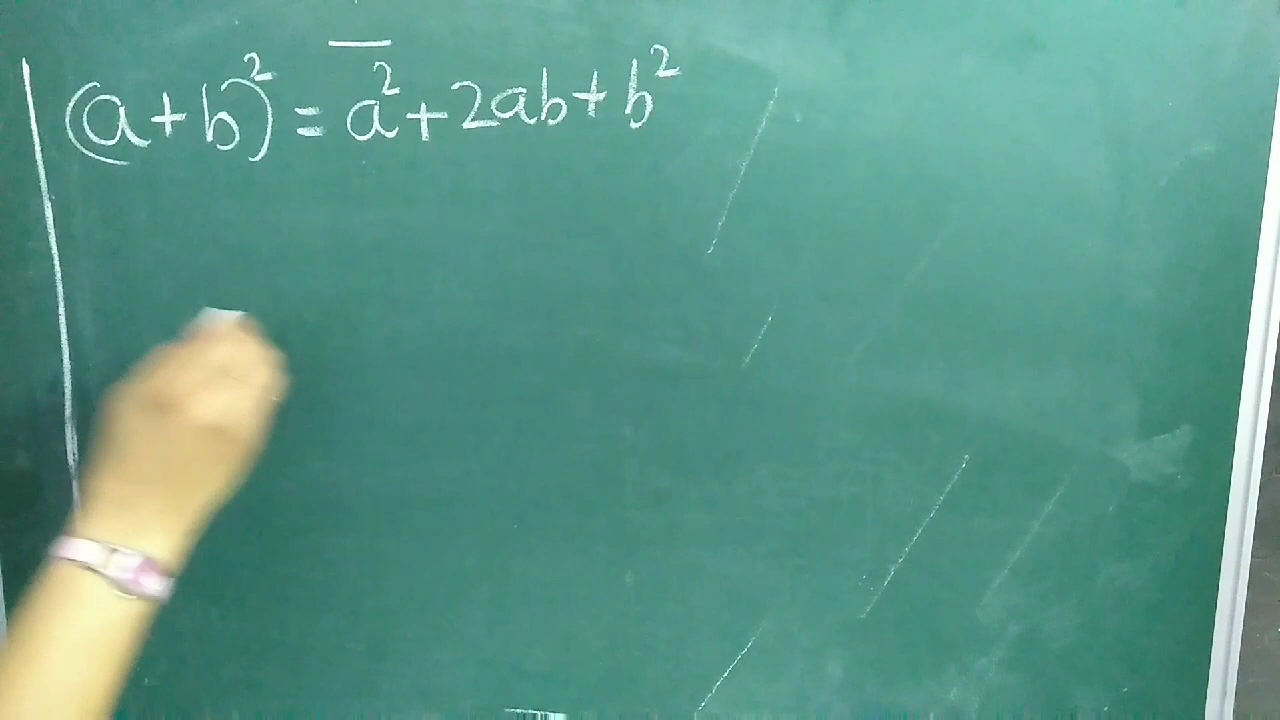 (a+b)² = a²+2ab+b²